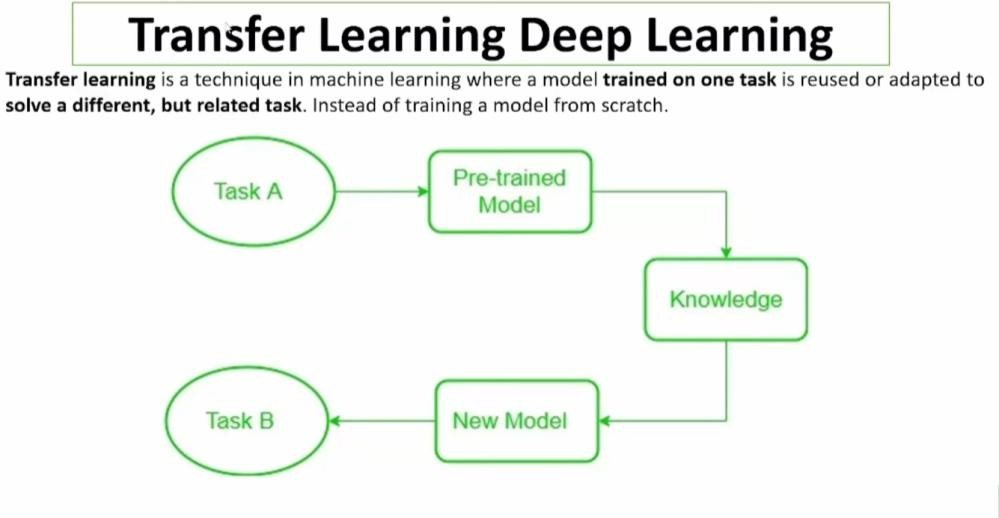 Transfer Learning Deep Learning
Transfer learning is a technique in machine learning where a model trained on one task is reused or adapted to
solve a different, but related task. Instead of training a model from scratch.
Task A
Pre-trained
Model
Knowledge
New Model
Task B